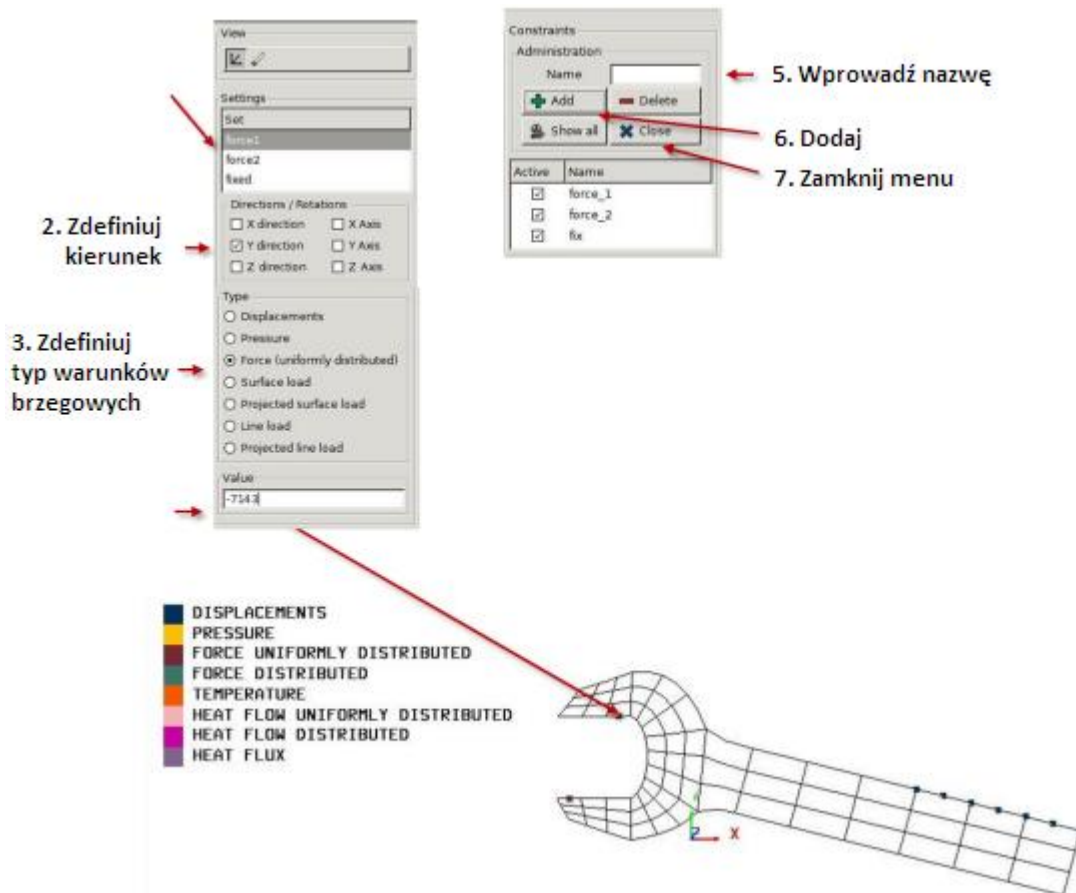 View
Settings
Set
force1
force2
fixed
Directions / Rotations
X direction X Axis
Y direction Y Axis
Z direction Z Axis
2. Zdefiniuj
kierunek
Type
Displacements
Pressure
Force (uniformly distributed)
Surface load
Projected surface load
Line load
Projected line load
3. Zdefiniuj
typ warunków
brzegowych
Value
-7143
Constraints
Administration
Name
Add Delete
Show all Close
Active Name
force_1
force_2
fix
5. Wprowadź nazwę
6. Dodaj
7. Zamknij menu
DISPLACEMENTS
PRESSURE
FORCE UNIFORMLY DISTRIBUTED
FORCE DISTRIBUTED
TEMPERATURE
HEAT FLOW UNIFORMLY DISTRIBUTED
HEAT FLOW DISTRIBUTED
HEAT FLUX
Z X